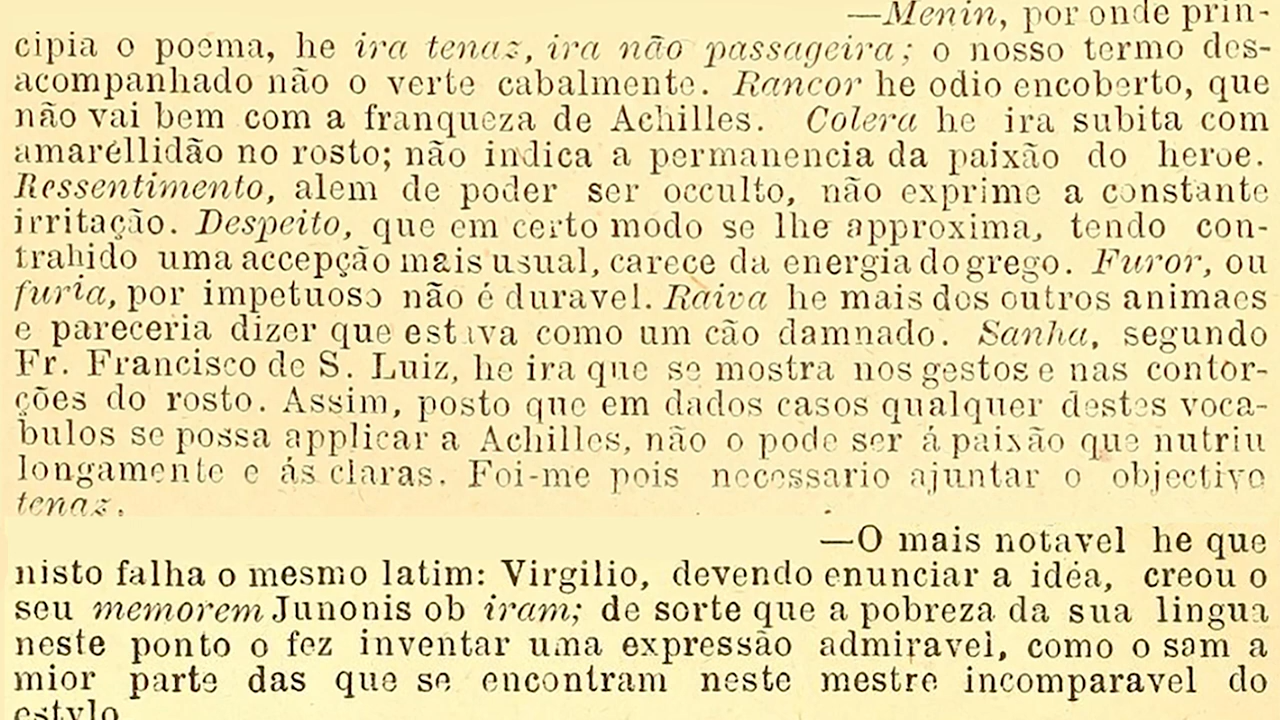 —Menin, por onde prin-
cipia o poema, he ira tenaz, ira não passageira; o nosso termo des-
acompanhado não o verte cabalmente. Rancor he odio encoberto, que
não vai bem com a franqueza de Achilles. Colera he ira subita com
amaréllidão no rosto; não indica a permanencia da paixão do heroe.
Ressentimento, alem de poder ser occulto, não exprime a constante
irritação. Despeito, que em certo modo se lhe approxima, tendo con-
trahido uma accepção mais usual, carece da energia do grego. Furor, ou
furia, por impetuoso não é duravel. Raiva he mais dos outros animaes
e pareceria dizer que estava como um cão damnado. Sanha, segundo
Fr. Francisco de S. Luiz, he ira que se mostra nos gestos e nas contor-
ções do rosto. Assim, posto que em dados casos qualquer destes voca-
bulos se possa applicar a Achilles, não o pode ser á paixão que nutriu
longamente e ás claras. Foi-me pois necessario ajuntar o objectivo
tenaz.
—O mais notavel he que
nisto falha o mesmo latim: Virgilio, devendo enunciar a idéa, creou o
seu memorem Junonis ob iram; de sorte que a pobreza da sua lingua
neste ponto o fez inventar uma expressão admiravel, como o sam a
mior parte das que se encontram neste mestre incomparavel do
estylo